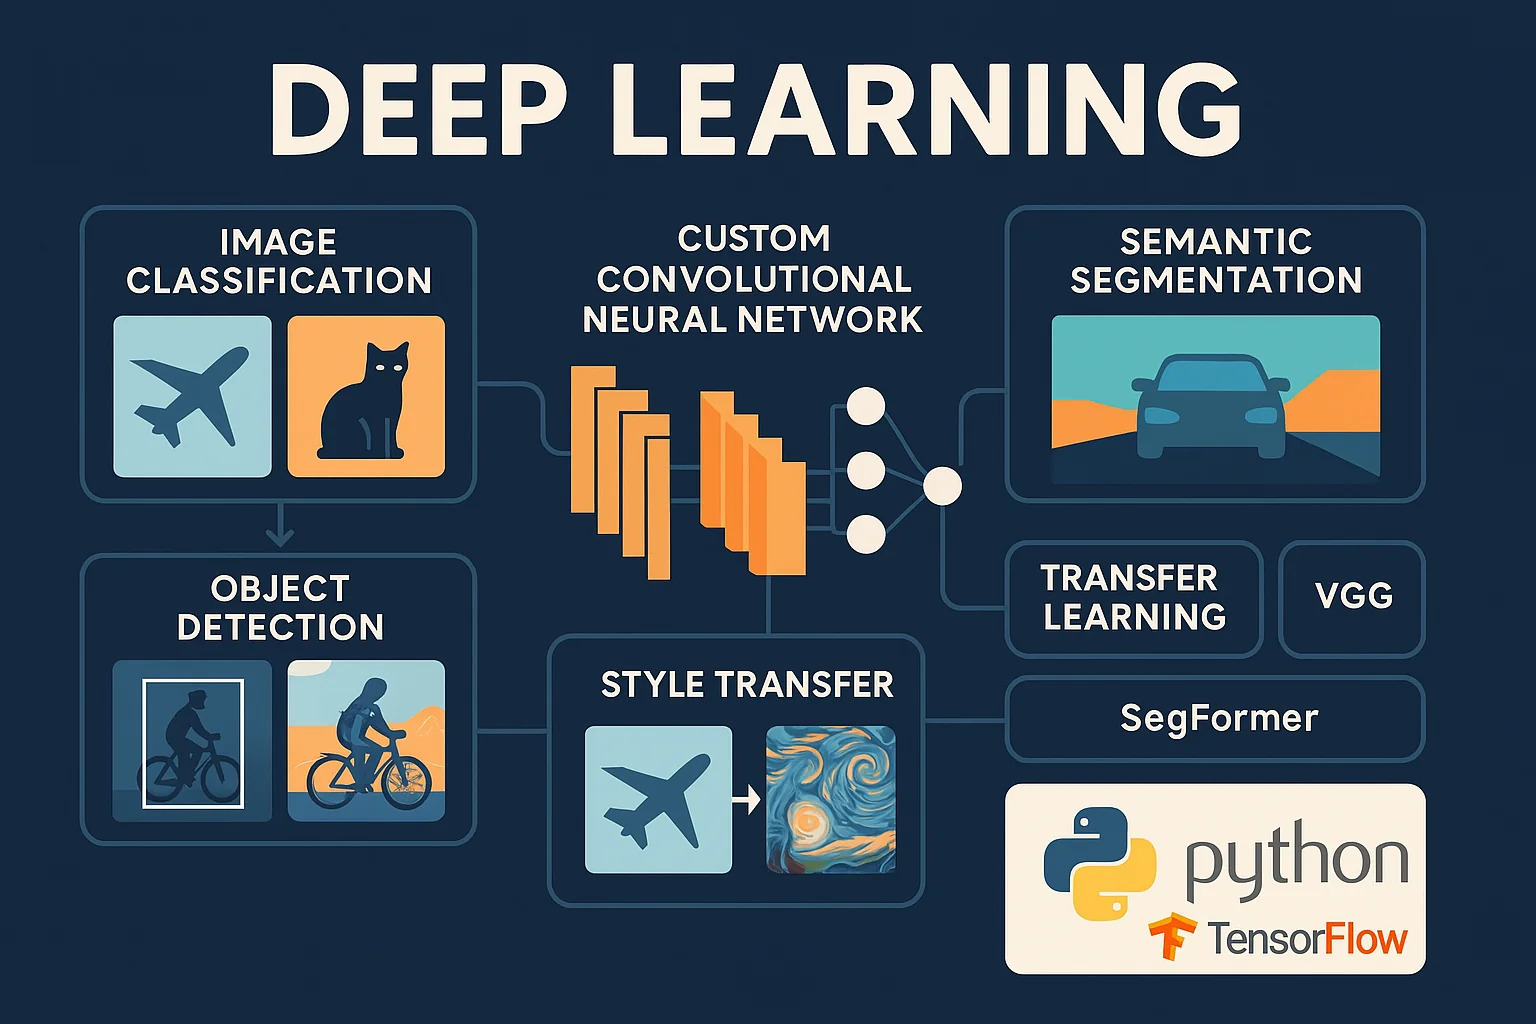 DEEP LEARNING
IMAGE
CLASSIFICATION
CUSTOM
CONVOLUTIONAL
NEURAL NETWORK
SEMANTIC
SEGMENTATION
OBJECT
DETECTION
STYLE TRANSFER
TRANSFER
LEARNING
VGG
SegFormer
python
TensorFlow